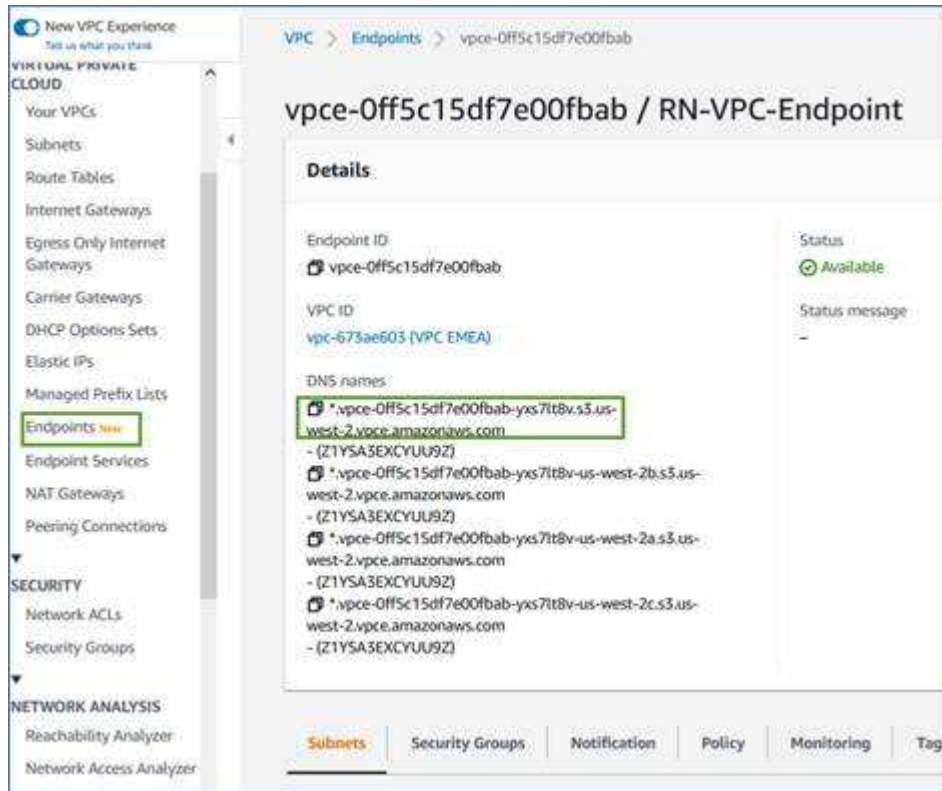 New VPC Experience
Tell us what you think
VIRTUAL PRIVATE
CLOUD
Your VPCs
Subnets
Route Tables
Internet Gateways
Egress Only Internet
Gateways
Carrier Gateways
DHCP Options Sets
Elastic IPs
Managed Prefix Lists
Endpoints New
Endpoint Services
NAT Gateways
Peering Connections
SECURITY
Network ACLs
Security Groups
NETWORK ANALYSIS
Reachability Analyzer
Network Access Analyzer
VPC > Endpoints > vpce-0ff5c15df7e00fbab
vpce-0ff5c15df7e00fbab / RN-VPC-Endpoint
Details
Endpoint ID
vpce-0ff5c15df7e00fbab
VPC ID
vpc-673ae603 (VPC EMEA)
DNS names
*.vpce-0ff5c15df7e00fbab-yxs7lt8v.s3.us-
west-2.vpce.amazonaws.com
- (Z1YSA3EXCYUU9Z)
*.vpce-0ff5c15df7e00fbab-yxs7lt8v-us-west-2b.s3.us-
west-2.vpce.amazonaws.com
- (Z1YSA3EXCYUU9Z)
*.vpce-0ff5c15df7e00fbab-yxs7lt8v-us-west-2a.s3.us-
west-2.vpce.amazonaws.com
- (Z1YSA3EXCYUU9Z)
*.vpce-0ff5c15df7e00fbab-yxs7lt8v-us-west-2c.s3.us-
west-2.vpce.amazonaws.com
- (Z1YSA3EXCYUU9Z)
Status
Available
Status message
-
Subnets Security Groups Notification Policy Monitoring Tag